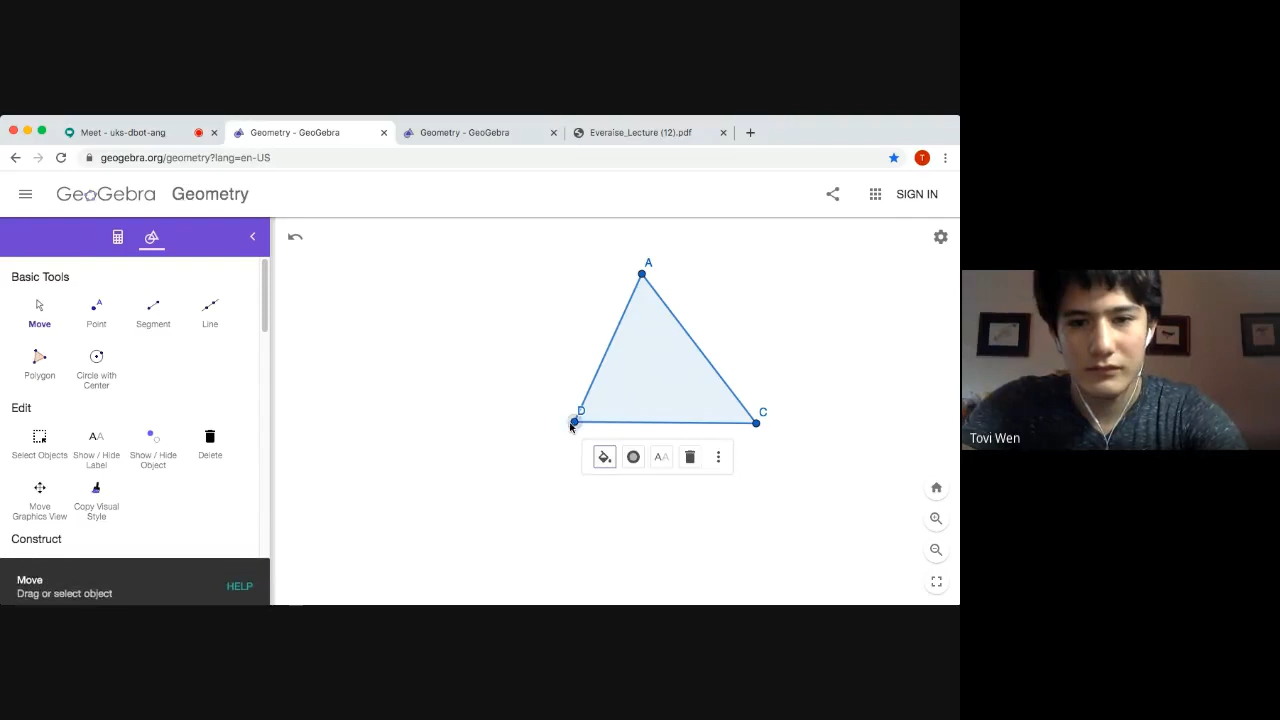 Meet - uks-dbot-ang
Geometry - GeoGebra
Geometry - GeoGebra
Everaise_Lecture (12).pdf
geogebra.org/geometry?lang=en-US
T
GeoGebra Geometry
SIGN IN
Basic Tools
Move
Point
Segment
Line
Polygon
Circle with
Center
Edit
Select Objects
Show / Hide
Label
Show / Hide
Object
Delete
Move
Graphics View
Copy Visual
Style
Construct
Move
Drag or select object
HELP
A
D
C
AA
Tovi Wen